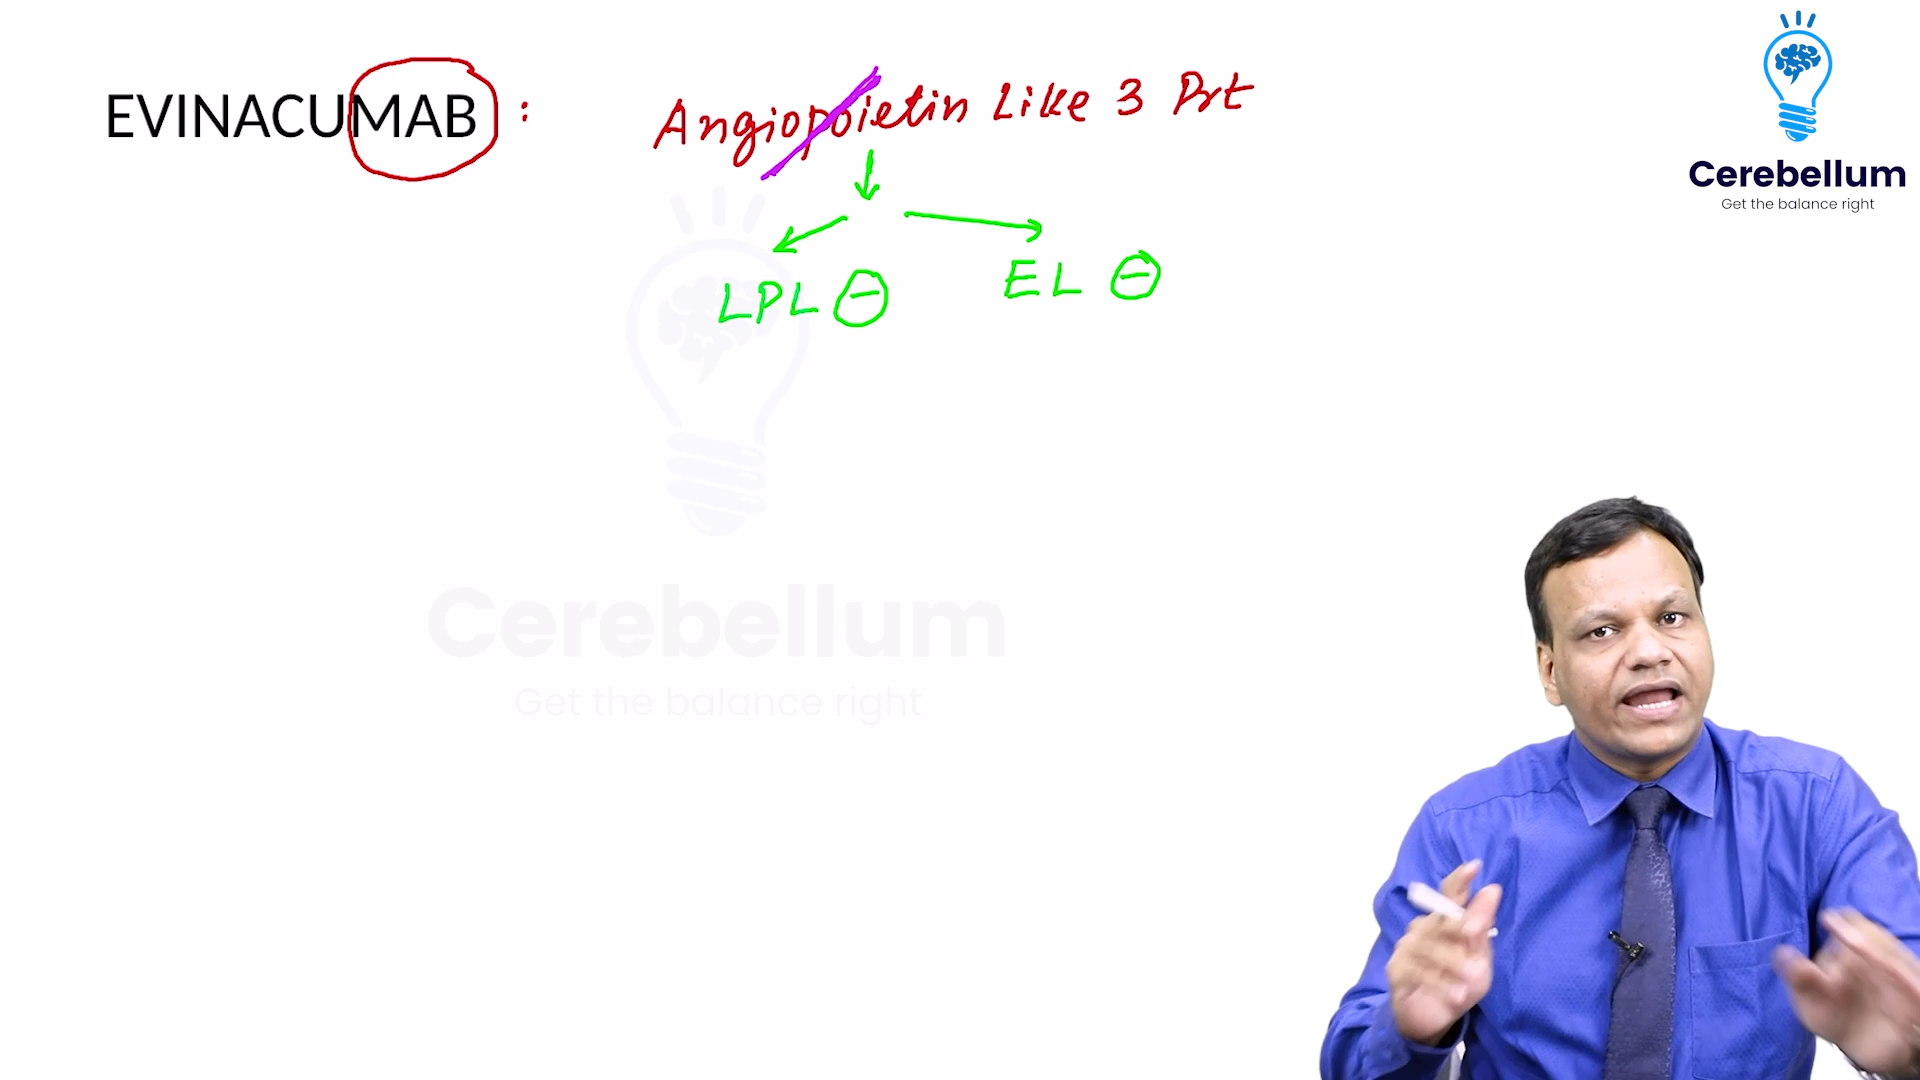 EVINACUMAB : Angiopoietin Like 3 Prt
LPL ⊖ EL ⊖
Cerebellum
Get the balance right
Cerebellum
Get the balance right